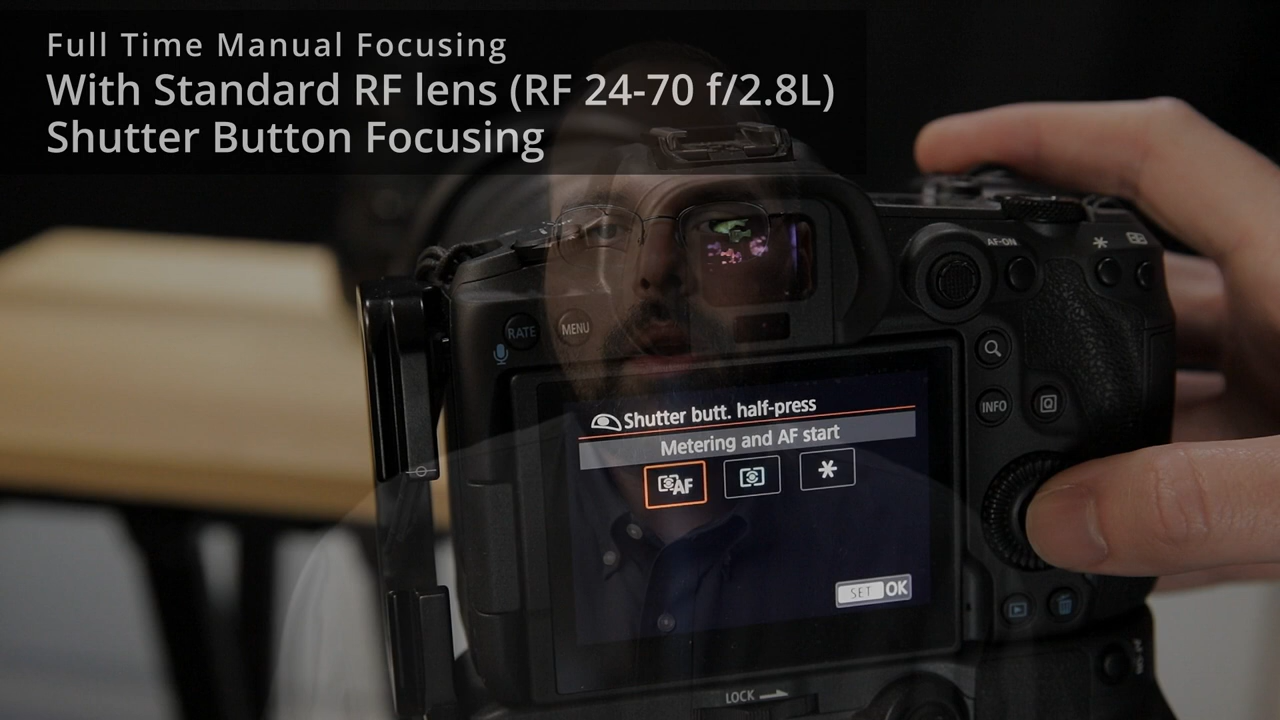 Full Time Manual Focusing
With Standard RF lens (RF 24-70 f/2.8L)
Shutter Button Focusing
AF-ON
RATE
MENU
INFO
Q
Shutter butt. half-press
Metering and AF start
AF
SET OK
LOCK